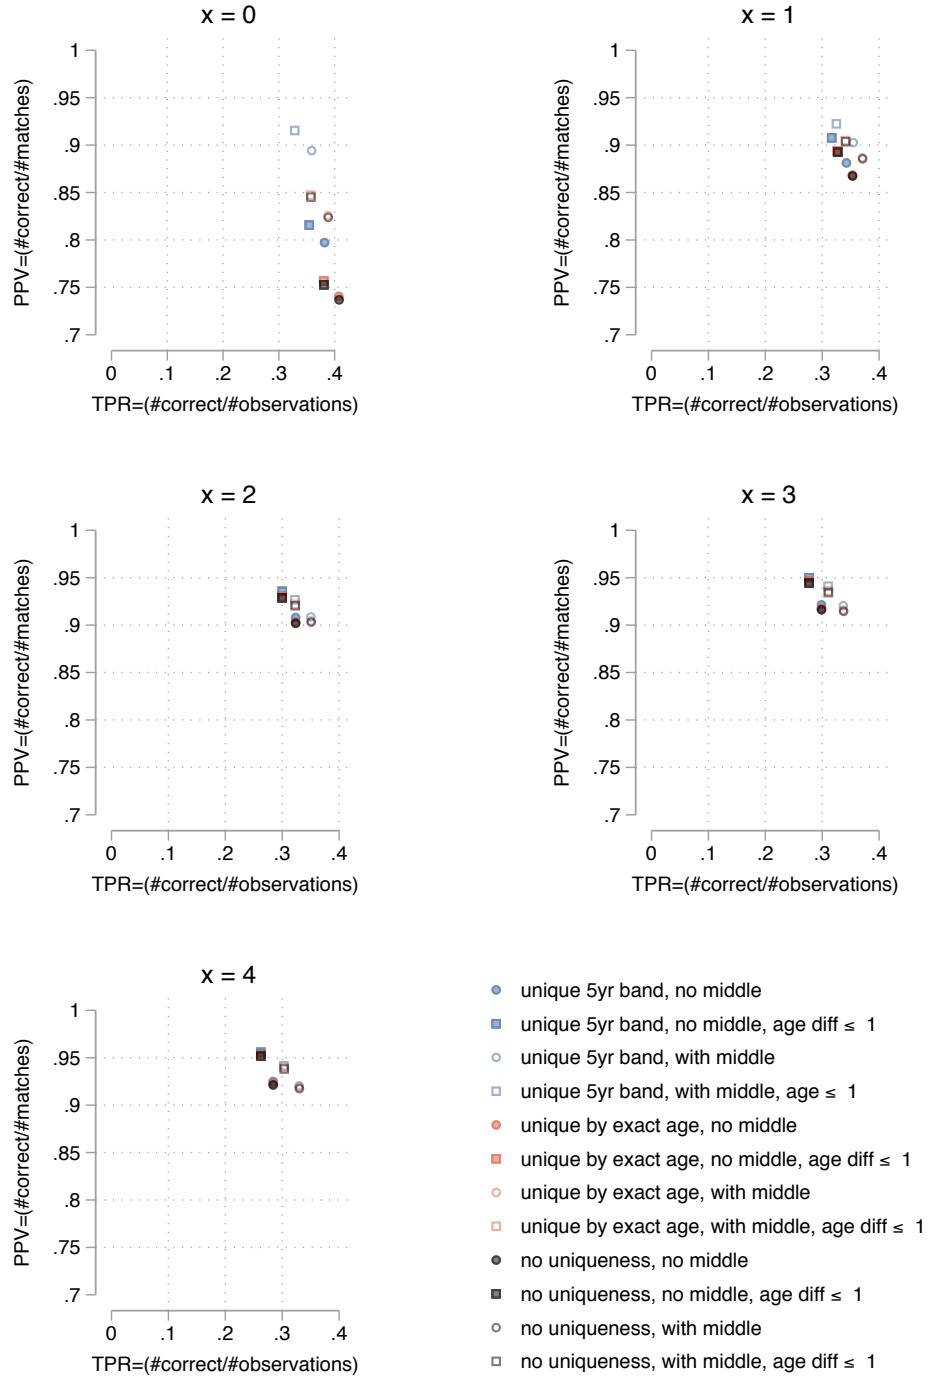 x = 0
x = 1
PPV=(#correct/#matches)
1
.95
.9
.85
.8
.75
.7
0 .1 .2 .3 .4
TPR=(#correct/#observations)
PPV=(#correct/#matches)
1
.95
.9
.85
.8
.75
.7
0 .1 .2 .3 .4
TPR=(#correct/#observations)
x = 2
x = 3
PPV=(#correct/#matches)
1
.95
.9
.85
.8
.75
.7
0 .1 .2 .3 .4
TPR=(#correct/#observations)
PPV=(#correct/#matches)
1
.95
.9
.85
.8
.75
.7
0 .1 .2 .3 .4
TPR=(#correct/#observations)
x = 4
PPV=(#correct/#matches)
1
.95
.9
.85
.8
.75
.7
0 .1 .2 .3 .4
TPR=(#correct/#observations)
unique 5yr band, no middle
unique 5yr band, no middle, age diff ≤ 1
unique 5yr band, with middle
unique 5yr band, with middle, age ≤ 1
unique by exact age, no middle
unique by exact age, no middle, age diff ≤ 1
unique by exact age, with middle
unique by exact age, with middle, age diff ≤ 1
no uniqueness, no middle
no uniqueness, no middle, age diff ≤ 1
no uniqueness, with middle
no uniqueness, with middle, age diff ≤ 1